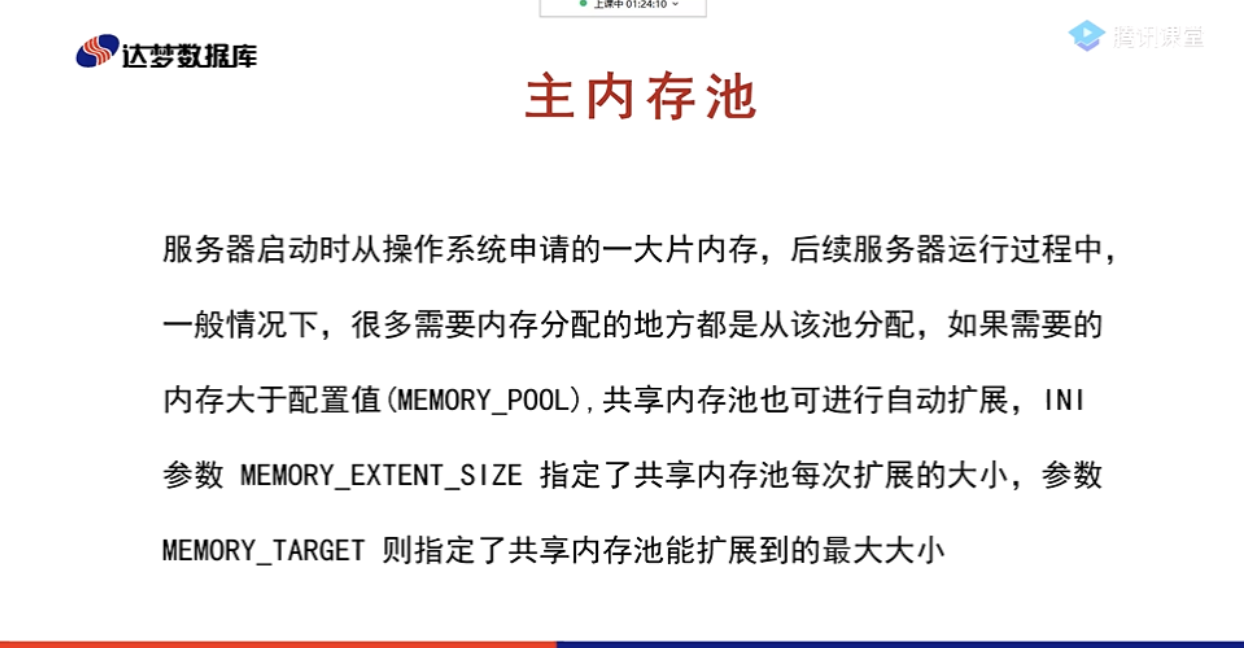 上课中 01:24:10
达梦数据库
腾讯课堂
主内存池
服务器启动时从操作系统申请的一大片内存，后续服务器运行过程中，
一般情况下，很多需要内存分配的地方都是从该池分配，如果需要的
内存大于配置值(MEMORY_POOL),共享内存池也可进行自动扩展，INI
参数 MEMORY_EXTENT_SIZE 指定了共享内存池每次扩展的大小，参数
MEMORY_TARGET 则指定了共享内存池能扩展到的最大大小